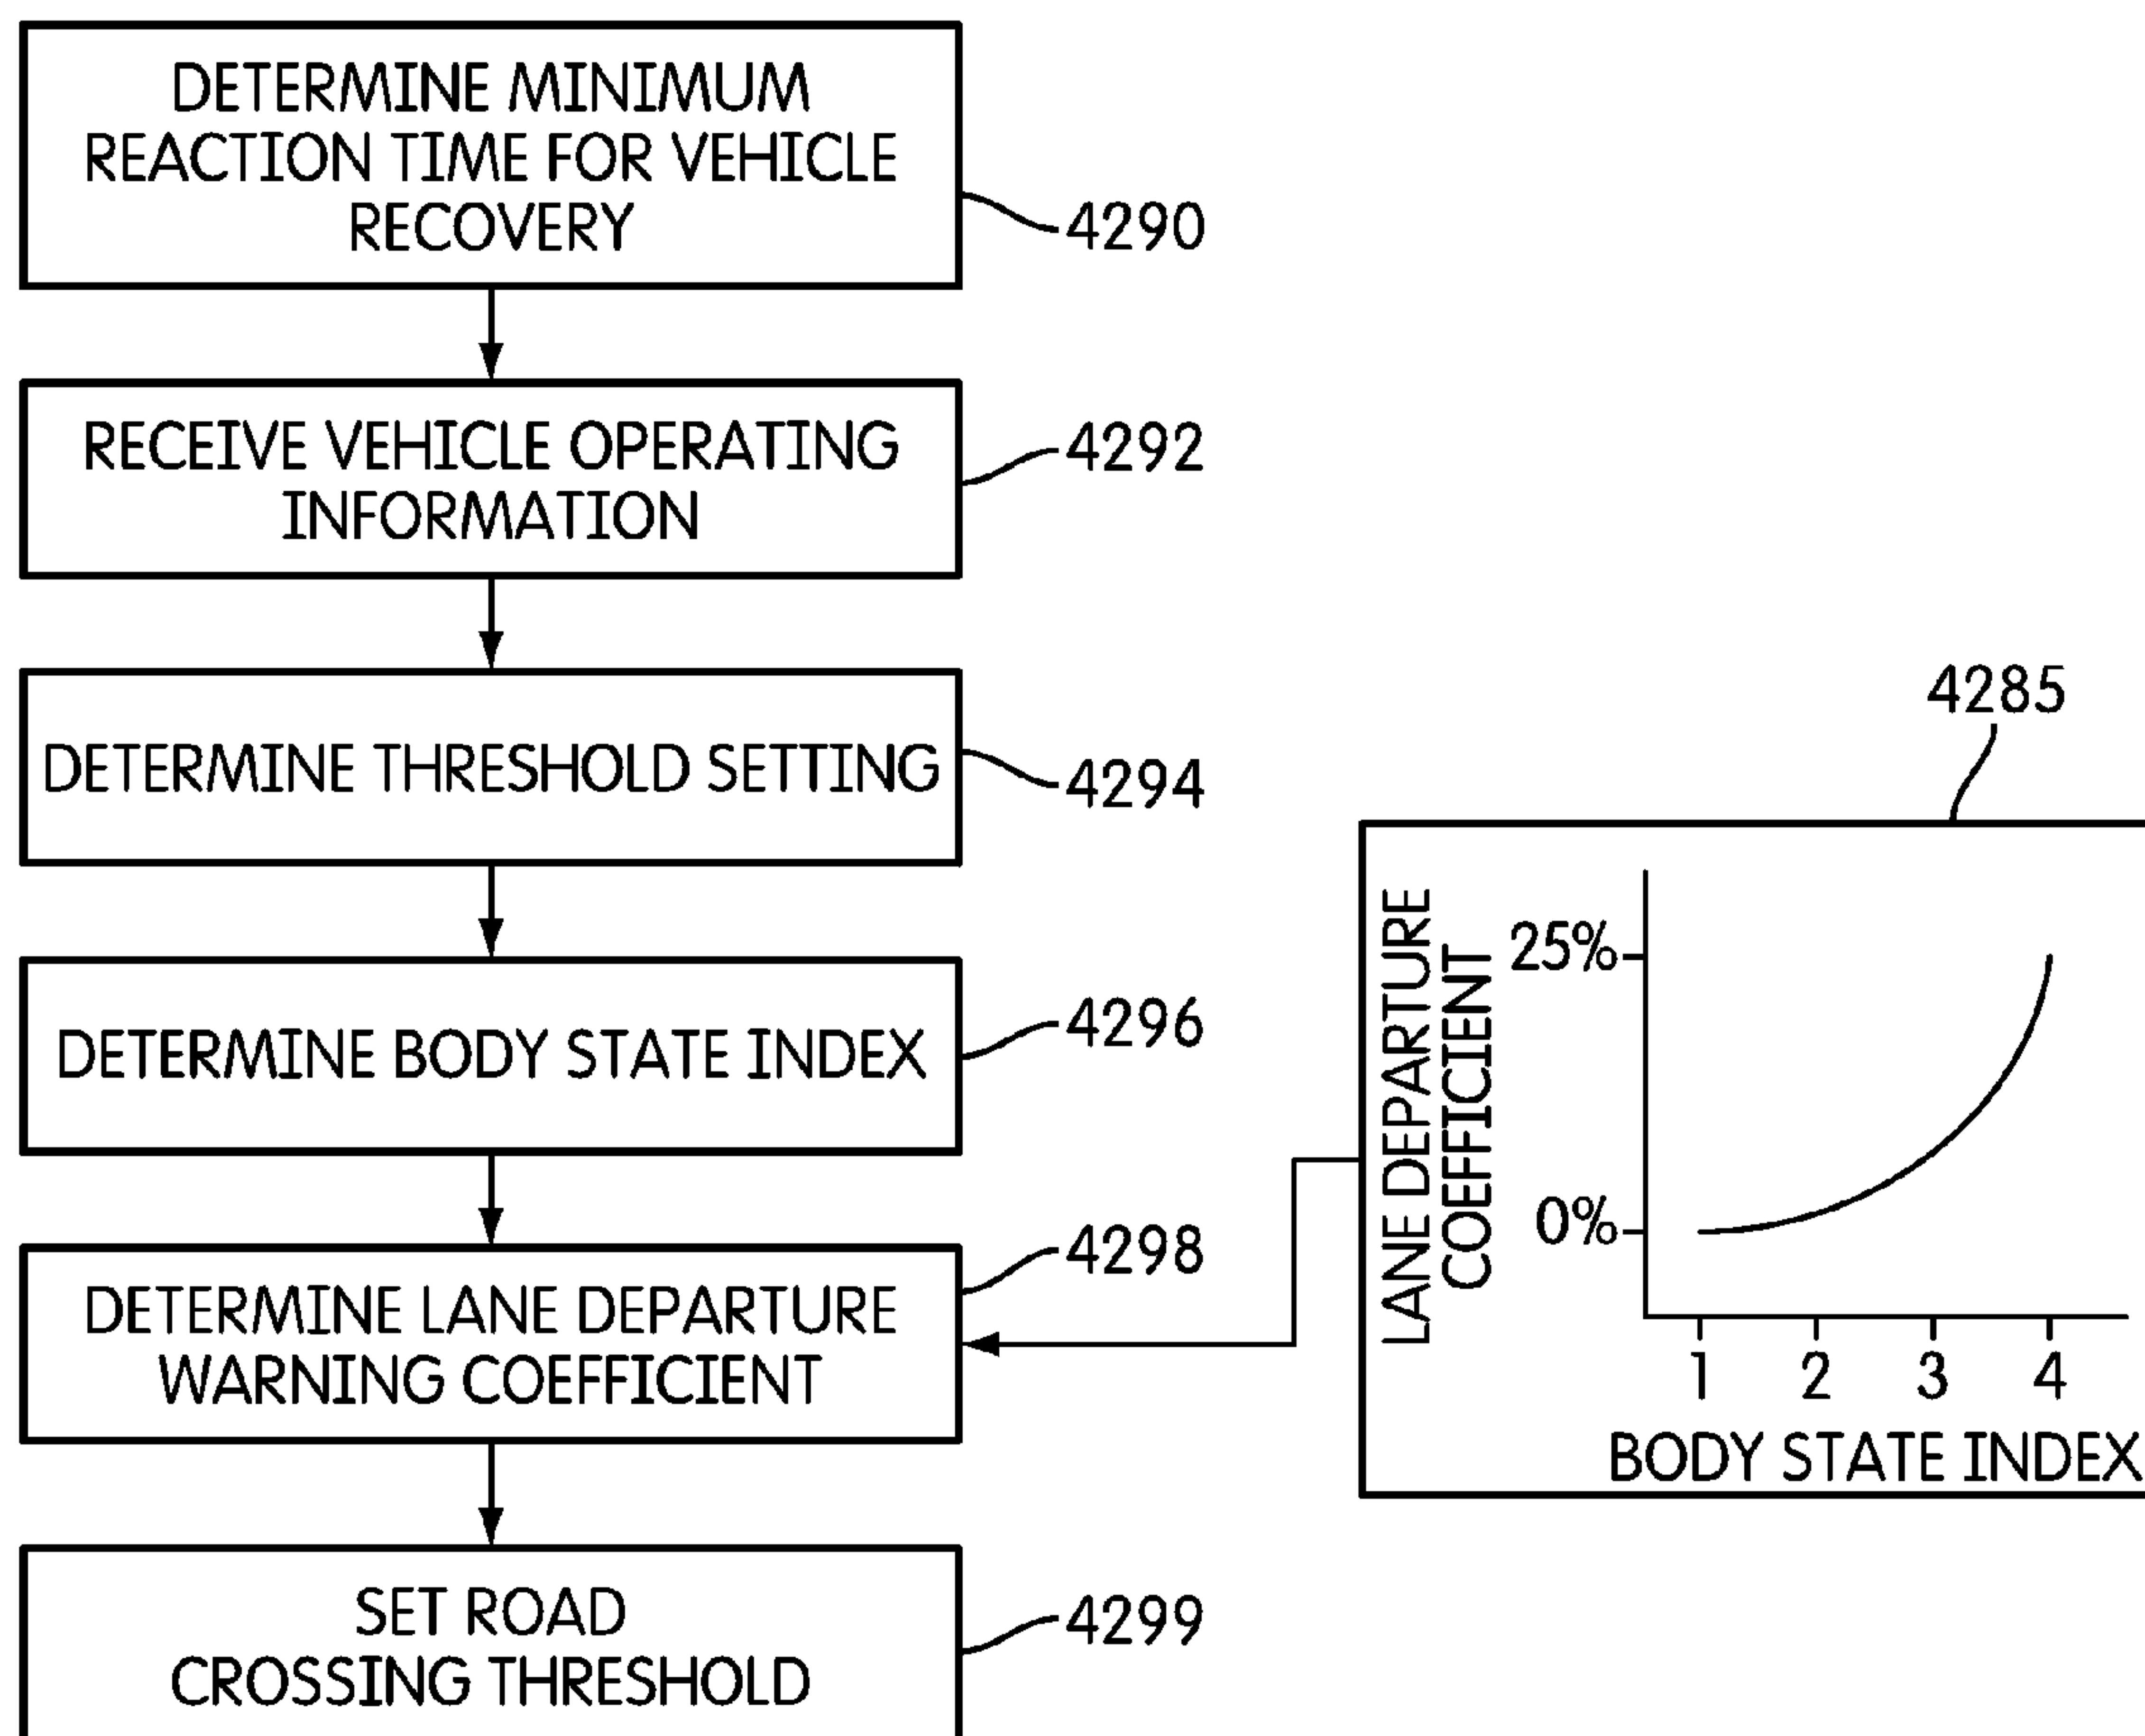 DETERMINE MINIMUM
REACTION TIME FOR VEHICLE
RECOVERY
4290
RECEIVE VEHICLE OPERATING
INFORMATION
4292
DETERMINE THRESHOLD SETTING
4294
DETERMINE BODY STATE INDEX
4296
DETERMINE LANE DEPARTURE
WARNING COEFFICIENT
4298
SET ROAD
CROSSING THRESHOLD
4299
4285
LANE DEPARTURE
COEFFICIENT
25%
0%
1 2 3 4
BODY STATE INDEX